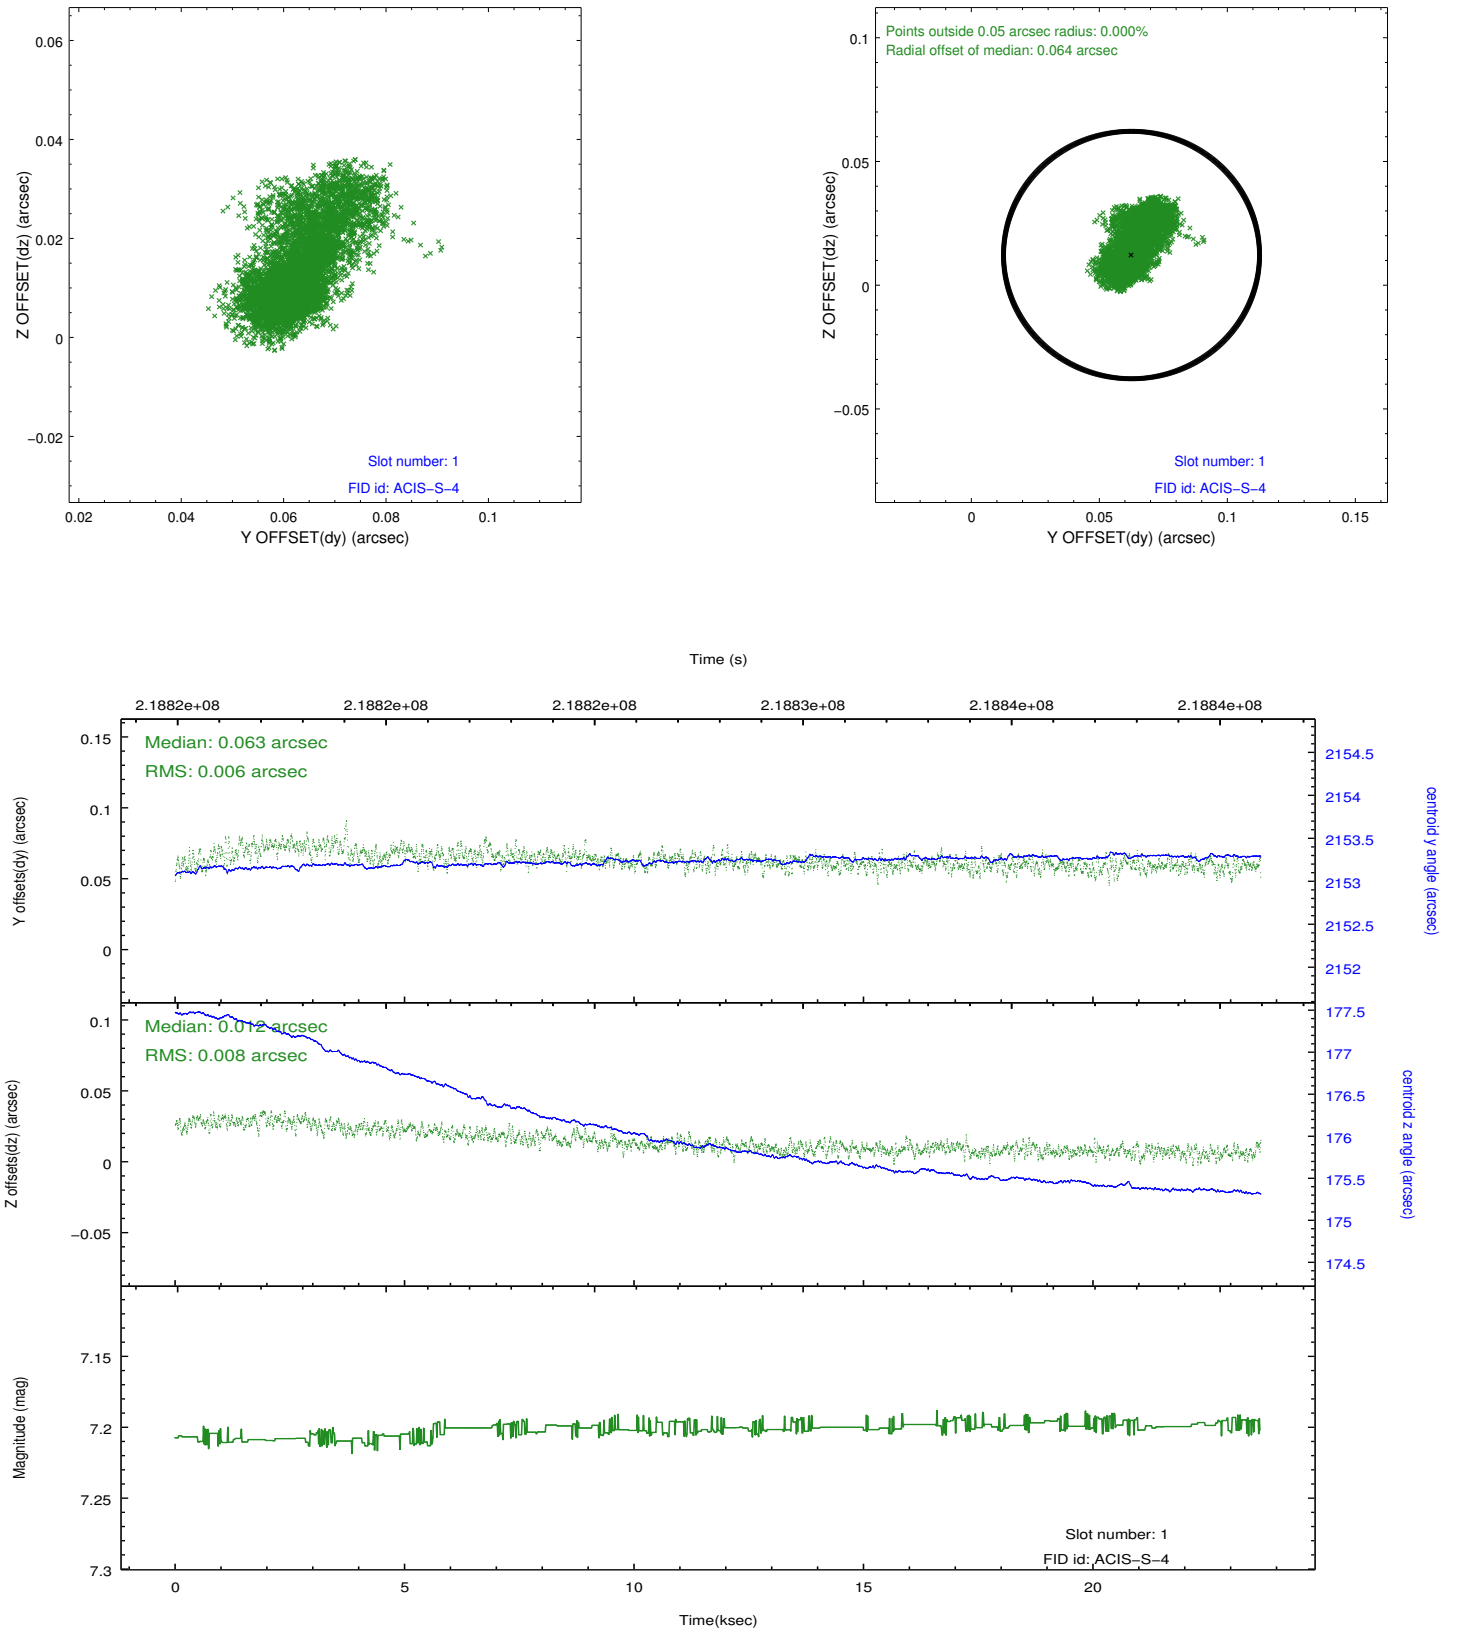 0.06
0.04
0.02
0
−0.02
Z OFFSET(dz) (arcsec)
Slot number: 1
FID id: ACIS−S−4
0.02 0.04 0.06 0.08 0.1
Y OFFSET(dy) (arcsec)
Points outside 0.05 arcsec radius: 0.000%
Radial offset of median: 0.064 arcsec
0.1
0.05
0
−0.05
Z OFFSET(dz) (arcsec)
Slot number: 1
FID id: ACIS−S−4
0 0.05 0.1 0.15
Y OFFSET(dy) (arcsec)
Time (s)
2.1882e+08 2.1882e+08 2.1882e+08 2.1883e+08 2.1884e+08 2.1884e+08
Median: 0.063 arcsec
RMS: 0.006 arcsec
0.15
0.1
0.05
0
Y offsets(dy) (arcsec)
2154.5
2154
2153.5
2153
2152.5
2152
centroid y angle (arcsec)
Median: 0.012 arcsec
RMS: 0.008 arcsec
0.1
0.05
0
−0.05
Z offsets(dz) (arcsec)
177.5
177
176.5
176
175.5
175
174.5
centroid z angle (arcsec)
7.15
7.2
7.25
7.3
Magnitude (mag)
Slot number: 1
FID id: ACIS−S−4
0 5 10 15 20
Time(ksec)